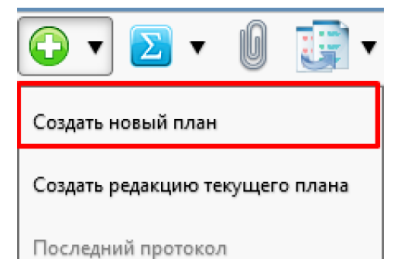 Создать новый план
Создать редакцию текущего плана
Последний протокол